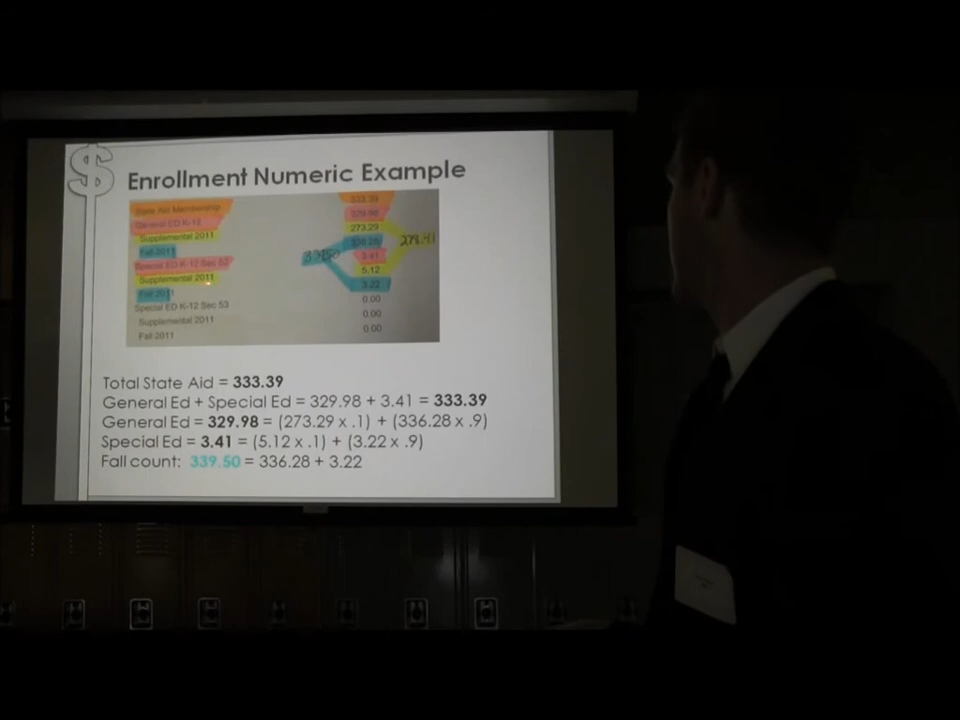 $
Enrollment Numeric Example
State Aid Membership 333.39
General ED K-12 329.98
Supplemental 2011 273.29
Fall 2011 336.28
Special ED K-12 Sec 52 3.41
Supplemental 2011 5.12
Fall 2011 3.22
Special ED K-12 Sec 53 0.00
Supplemental 2011 0.00
Fall 2011 0.00
278.41
Total State Aid = 333.39
General Ed + Special Ed = 329.98 + 3.41 = 333.39
General Ed = 329.98 = (273.29 x .1) + (336.28 x .9)
Special Ed = 3.41 = (5.12 x .1) + (3.22 x .9)
Fall count: 339.50 = 336.28 + 3.22